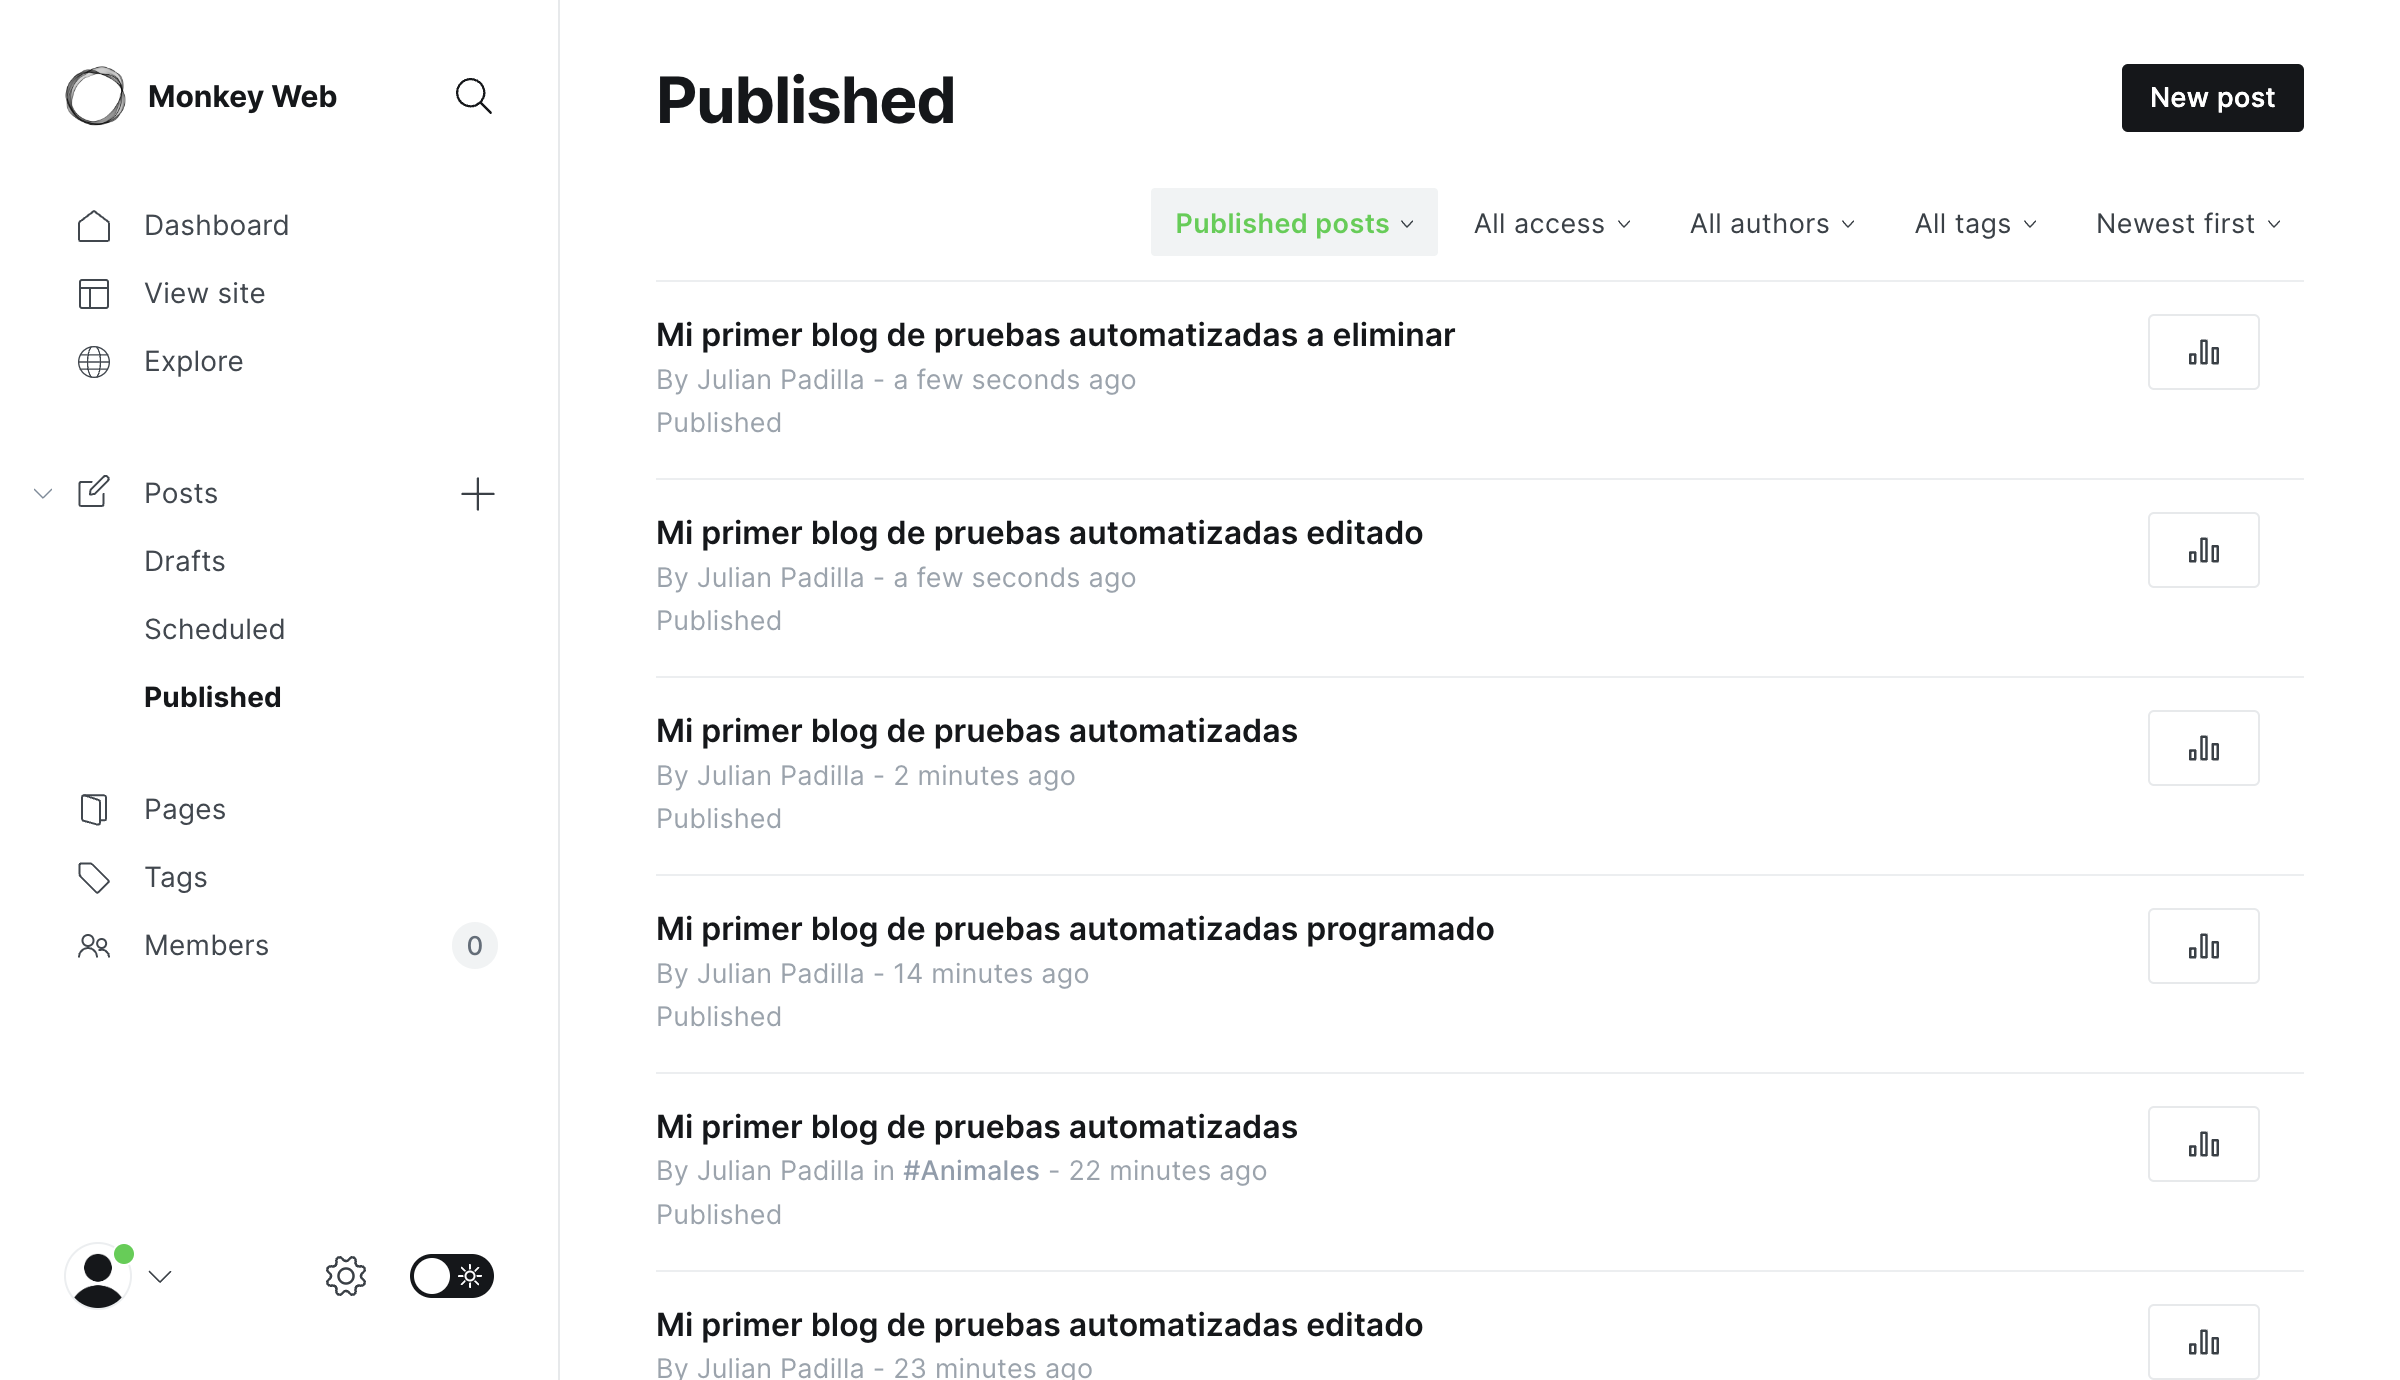 Monkey Web
Dashboard
View site
Explore
Posts
Drafts
Scheduled
Published
Pages
Tags
Members 0
Published
New post
Published posts All access All authors All tags Newest first
Mi primer blog de pruebas automatizadas a eliminar
By Julian Padilla - a few seconds ago
Published
Mi primer blog de pruebas automatizadas editado
By Julian Padilla - a few seconds ago
Published
Mi primer blog de pruebas automatizadas
By Julian Padilla - 2 minutes ago
Published
Mi primer blog de pruebas automatizadas programado
By Julian Padilla - 14 minutes ago
Published
Mi primer blog de pruebas automatizadas
By Julian Padilla in #Animales - 22 minutes ago
Published
Mi primer blog de pruebas automatizadas editado
By Julian Padilla - 23 minutes ago